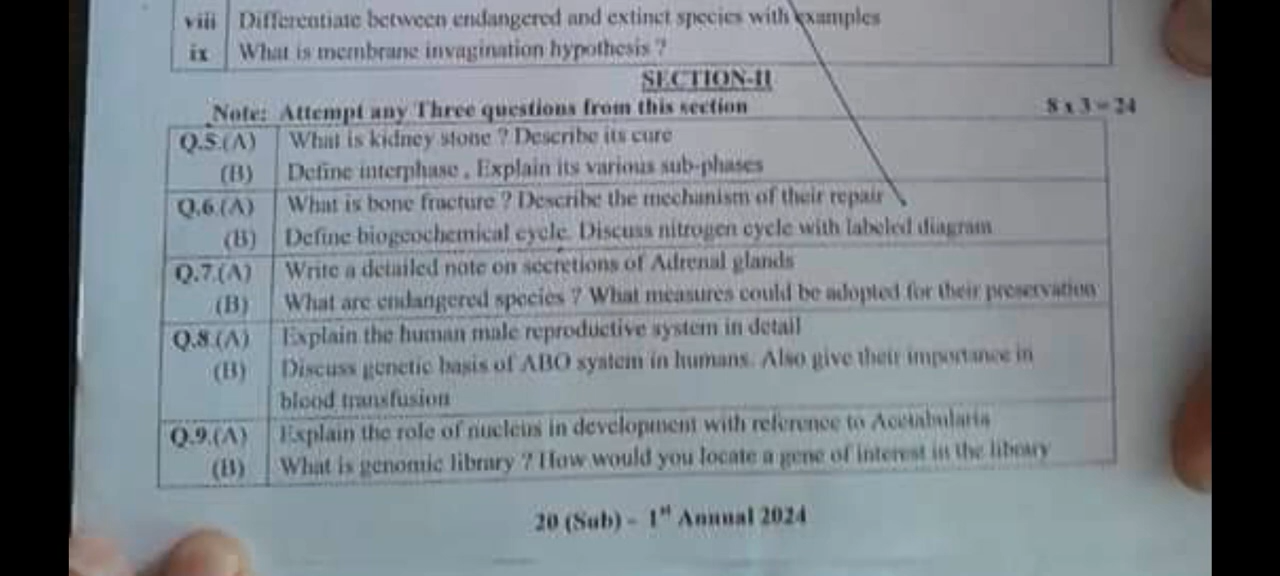 viii Differentiate between endangered and extinct species with examples
ix What is membrane invagination hypothesis ?
SECTION-II
Note: Attempt any Three questions from this section 8 x 3 = 24
Q.5.(A) What is kidney stone ? Describe its cure
(B) Define interphase . Explain its various sub-phases
Q.6.(A) What is bone fracture ? Describe the mechanism of their repair
(B) Define biogeochemical cycle. Discuss nitrogen cycle with labeled diagram
Q.7.(A) Write a detailed note on secretions of Adrenal glands
(B) What are endangered species ? What measures could be adopted for their preservation
Q.8.(A) Explain the human male reproductive system in detail
(B) Discuss genetic basis of ABO system in humans. Also give their importance in
blood transfusion
Q.9.(A) Explain the role of nucleus in development with reference to Acetabularia
(B) What is genomic library ? How would you locate a gene of interest in the library
20 (Sub) - 1st Annual 2024